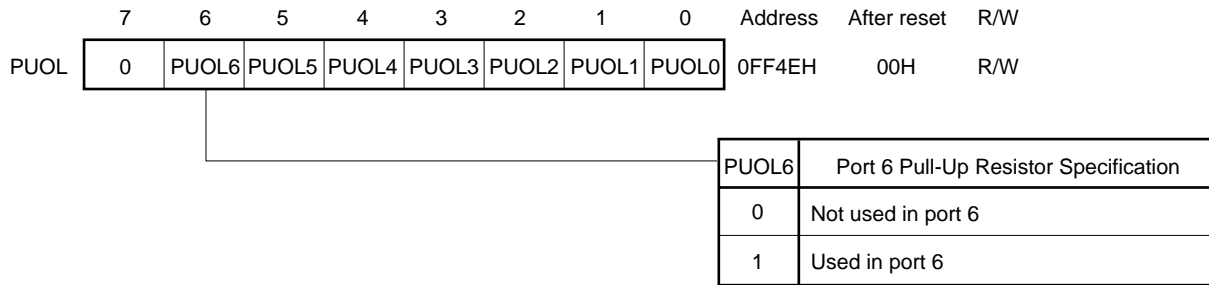 7 6 5 4 3 2 1 0 Address After reset R/W
PUOL 0 PUOL6 PUOL5 PUOL4 PUOL3 PUOL2 PUOL1 PUOL0 0FF4EH 00H R/W
PUOL6 Port 6 Pull-Up Resistor Specification
0 Not used in port 6
1 Used in port 6